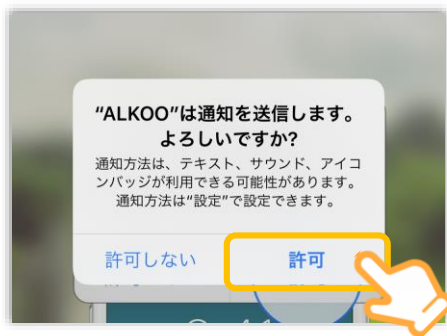 “ALKOO”は通知を送信します。
よろしいですか?
通知方法は、テキスト、サウンド、アイコ
ンバッジが利用できる可能性があります。
通知方法は“設定”で設定できます。
許可しない 許可